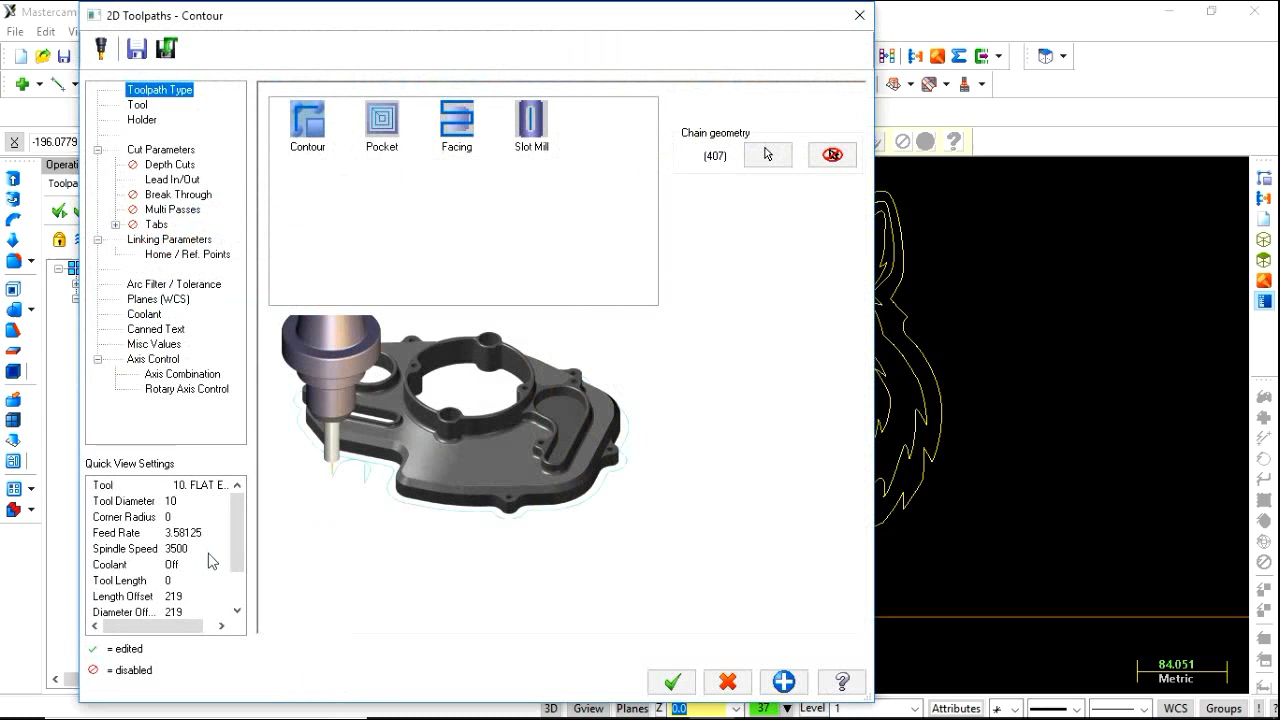 Mastercam
2D Toolpaths - Contour
File Edit
Toolpath Type
Tool
Holder
Cut Parameters
Depth Cuts
Lead In/Out
Break Through
Multi Passes
Tabs
Linking Parameters
Home / Ref. Points
Arc Filter / Tolerance
Planes (WCS)
Coolant
Canned Text
Misc Values
Axis Control
Axis Combination
Rotary Axis Control
Contour Pocket Facing Slot Mill
Chain geometry
(407)
-196.0779
Quick View Settings
Tool 10. FLAT E...
Tool Diameter 10
Corner Radius 0
Feed Rate 3.58125
Spindle Speed 3500
Coolant Off
Tool Length 0
Length Offset 219
Diameter Off... 219
= edited
= disabled
84.051
Metric
3D Gview Planes Z 0.0 37 Level 1 Attributes WCS Groups